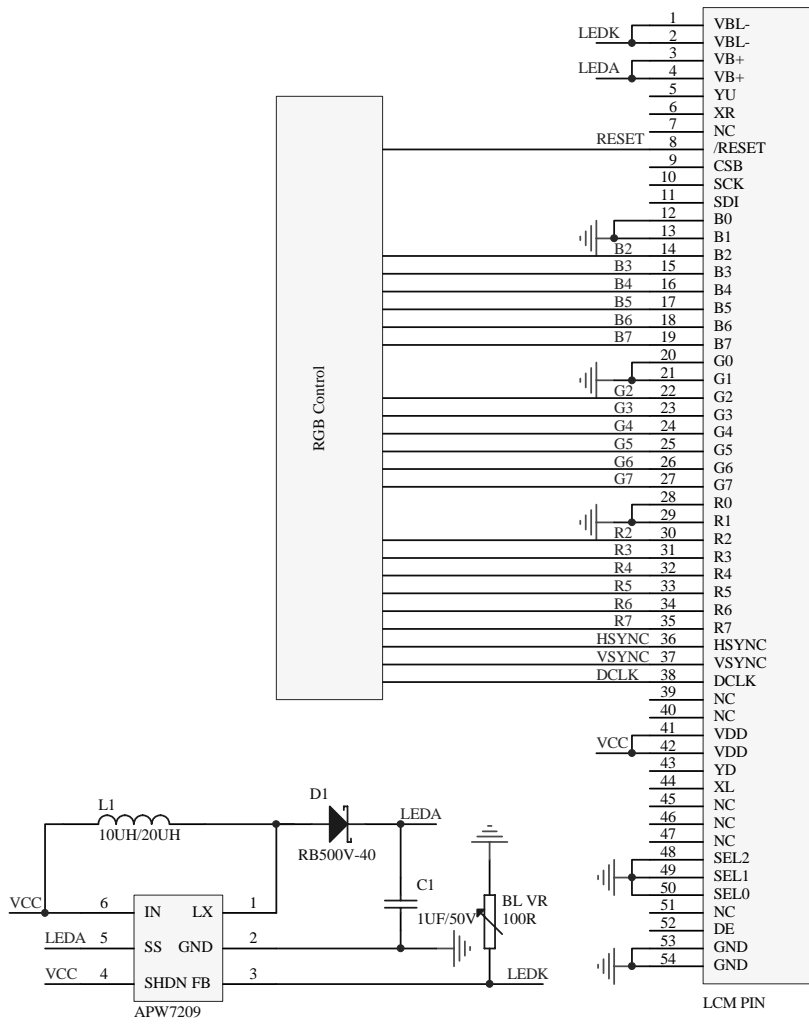 LEDK 1 VBL-
2 VBL-
LEDA 3 VB+
4 VB+
5 YU
6 XR
7 NC
RESET 8 /RESET
9 CSB
10 SCK
11 SDI
12 B0
13 B1
B2 14 B2
B3 15 B3
B4 16 B4
B5 17 B5
B6 18 B6
B7 19 B7
20 G0
21 G1
G2 22 G2
G3 23 G3
G4 24 G4
G5 25 G5
G6 26 G6
G7 27 G7
28 R0
29 R1
R2 30 R2
R3 31 R3
R4 32 R4
R5 33 R5
R6 34 R6
R7 35 R7
HSYNC 36 HSYNC
VSYNC 37 VSYNC
DCLK 38 DCLK
39 NC
40 NC
41 VDD
VCC 42 VDD
43 YD
44 XL
45 NC
46 NC
47 NC
48 SEL2
49 SEL1
50 SEL0
51 NC
52 DE
53 GND
54 GND
LCM PIN
RGB Control
L1
10UH/20UH
D1
RB500V-40
LEDA
C1
1UF/50V
BL VR
100R
VCC 6 IN LX 1
LEDA 5 SS GND 2
VCC 4 SHDN FB 3 LEDK
APW7209